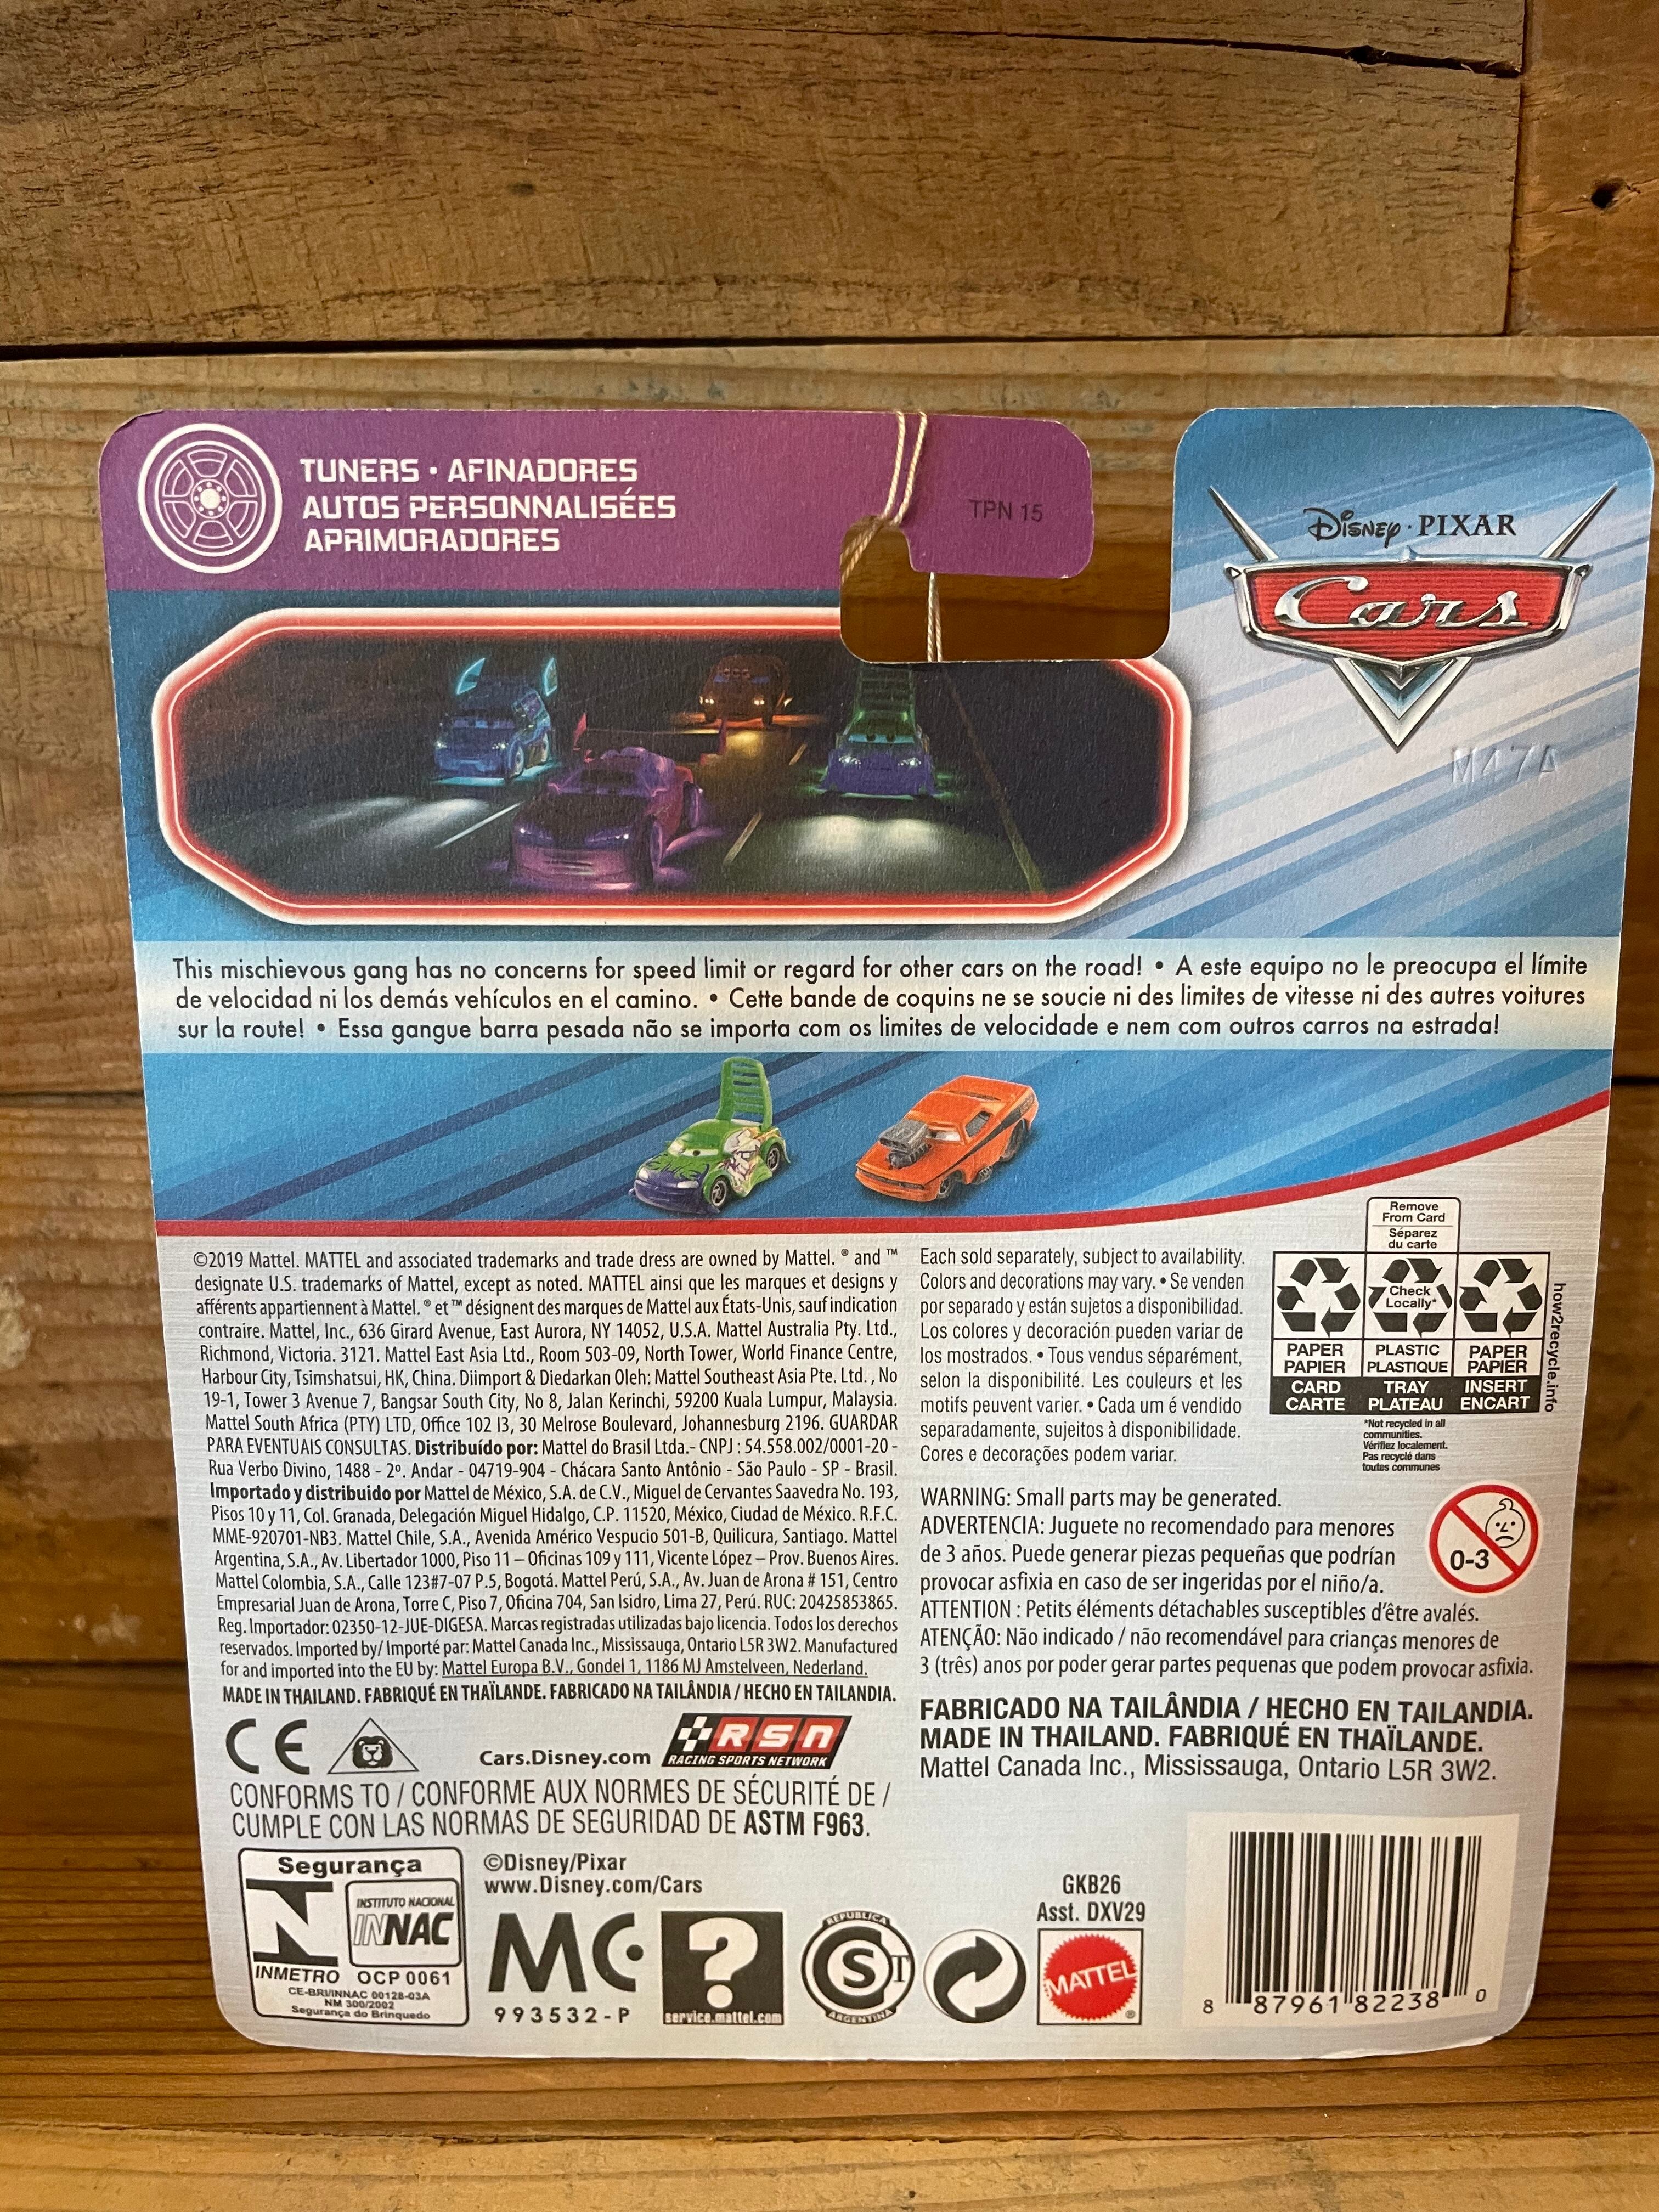 TUNERS • AFINADORES
AUTOS PERSONNALISÉES
APRIMORADORES
TPN 15
Disney • PIXAR
Cars
M47A
This mischievous gang has no concerns for speed limit or regard for other cars on the road! • A este equipo no le preocupa el límite
de velocidad ni los demás vehículos en el camino. • Cette bande de coquins ne se soucie ni des limites de vitesse ni des autres voitures
sur la route! • Essa gangue barra pesada não se importa com os limites de velocidade e nem com outros carros na estrada!
©2019 Mattel. MATTEL and associated trademarks and trade dress are owned by Mattel. ® and ™
designate U.S. trademarks of Mattel, except as noted. MATTEL ainsi que les marques et designs y
afférents appartiennent à Mattel. ® et ™ désignent des marques de Mattel aux États-Unis, sauf indication
contraire. Mattel, Inc., 636 Girard Avenue, East Aurora, NY 14052, U.S.A. Mattel Australia Pty. Ltd.,
Richmond, Victoria. 3121. Mattel East Asia Ltd., Room 503-09, North Tower, World Finance Centre,
Harbour City, Tsimshatsui, HK, China. Diimport & Diedarkan Oleh: Mattel Southeast Asia Pte. Ltd. , No
19-1, Tower 3 Avenue 7, Bangsar South City, No 8, Jalan Kerinchi, 59200 Kuala Lumpur, Malaysia.
Mattel South Africa (PTY) LTD, Office 102 I3, 30 Melrose Boulevard, Johannesburg 2196. GUARDAR
PARA EVENTUAIS CONSULTAS. Distribuído por: Mattel do Brasil Ltda.- CNPJ : 54.558.002/0001-20 -
Rua Verbo Divino, 1488 - 2º. Andar - 04719-904 - Chácara Santo Antônio - São Paulo - SP - Brasil.
Importado y distribuido por Mattel de México, S.A. de C.V., Miguel de Cervantes Saavedra No. 193,
Pisos 10 y 11, Col. Granada, Delegación Miguel Hidalgo, C.P. 11520, México, Ciudad de México. R.F.C.
MME-920701-NB3. Mattel Chile, S.A., Avenida Américo Vespucio 501-B, Quilicura, Santiago. Mattel
Argentina, S.A., Av. Libertador 1000, Piso 11 – Oficinas 109 y 111, Vicente López – Prov. Buenos Aires.
Mattel Colombia, S.A., Calle 123#7-07 P.5, Bogotá. Mattel Perú, S.A., Av. Juan de Arona # 151, Centro
Empresarial Juan de Arona, Torre C, Piso 7, Oficina 704, San Isidro, Lima 27, Perú. RUC: 20425853865.
Reg. Importador: 02350-12-JUE-DIGESA. Marcas registradas utilizadas bajo licencia. Todos los derechos
reservados. Imported by/ Importé par: Mattel Canada Inc., Mississauga, Ontario L5R 3W2. Manufactured
for and imported into the EU by: Mattel Europa B.V., Gondel 1, 1186 MJ Amstelveen, Nederland.
MADE IN THAILAND. FABRIQUÉ EN THAÏLANDE. FABRICADO NA TAILÂNDIA / HECHO EN TAILANDIA.
CE
Cars.Disney.com
RSN
RACING SPORTS NETWORK
CONFORMS TO / CONFORME AUX NORMES DE SÉCURITÉ DE /
CUMPLE CON LAS NORMAS DE SEGURIDAD DE ASTM F963.
Each sold separately, subject to availability.
Colors and decorations may vary. • Se venden
por separado y están sujetos a disponibilidad.
Los colores y decoración pueden variar de
los mostrados. • Tous vendus séparément,
selon la disponibilité. Les couleurs et les
motifs peuvent varier. • Cada um é vendido
separadamente, sujeitos à disponibilidade.
Cores e decorações podem variar.
Remove
From Card
Séparez
du carte
Check
Locally*
PAPER
PAPIER
PLASTIC
PLASTIQUE
PAPER
PAPIER
CARD
CARTE
TRAY
PLATEAU
INSERT
ENCART
how2recycle.info
*Not recycled in all
communities.
Vérifiez localement.
Pas recyclé dans
toutes communes
WARNING: Small parts may be generated.
ADVERTENCIA: Juguete no recomendado para menores
de 3 años. Puede generar piezas pequeñas que podrían
provocar asfixia en caso de ser ingeridas por el niño/a.
ATTENTION : Petits éléments détachables susceptibles d'être avalés.
ATENÇÃO: Não indicado / não recomendável para crianças menores de
3 (três) anos por poder gerar partes pequenas que podem provocar asfixia.
0-3
FABRICADO NA TAILÂNDIA / HECHO EN TAILANDIA.
MADE IN THAILAND. FABRIQUÉ EN THAÏLANDE.
Mattel Canada Inc., Mississauga, Ontario L5R 3W2.
Segurança
INSTITUTO NACIONAL
INNAC
INMETRO OCP 0061
CE-BRI/INNAC 00128-03A
NM 300/2002
Segurança do Brinquedo
©Disney/Pixar
www.Disney.com/Cars
MC
993532-P
?
service.mattel.com
REPUBLICA
S
T
ARGENTINA
GKB26
Asst. DXV29
MATTEL
®
8 87961 82238 0